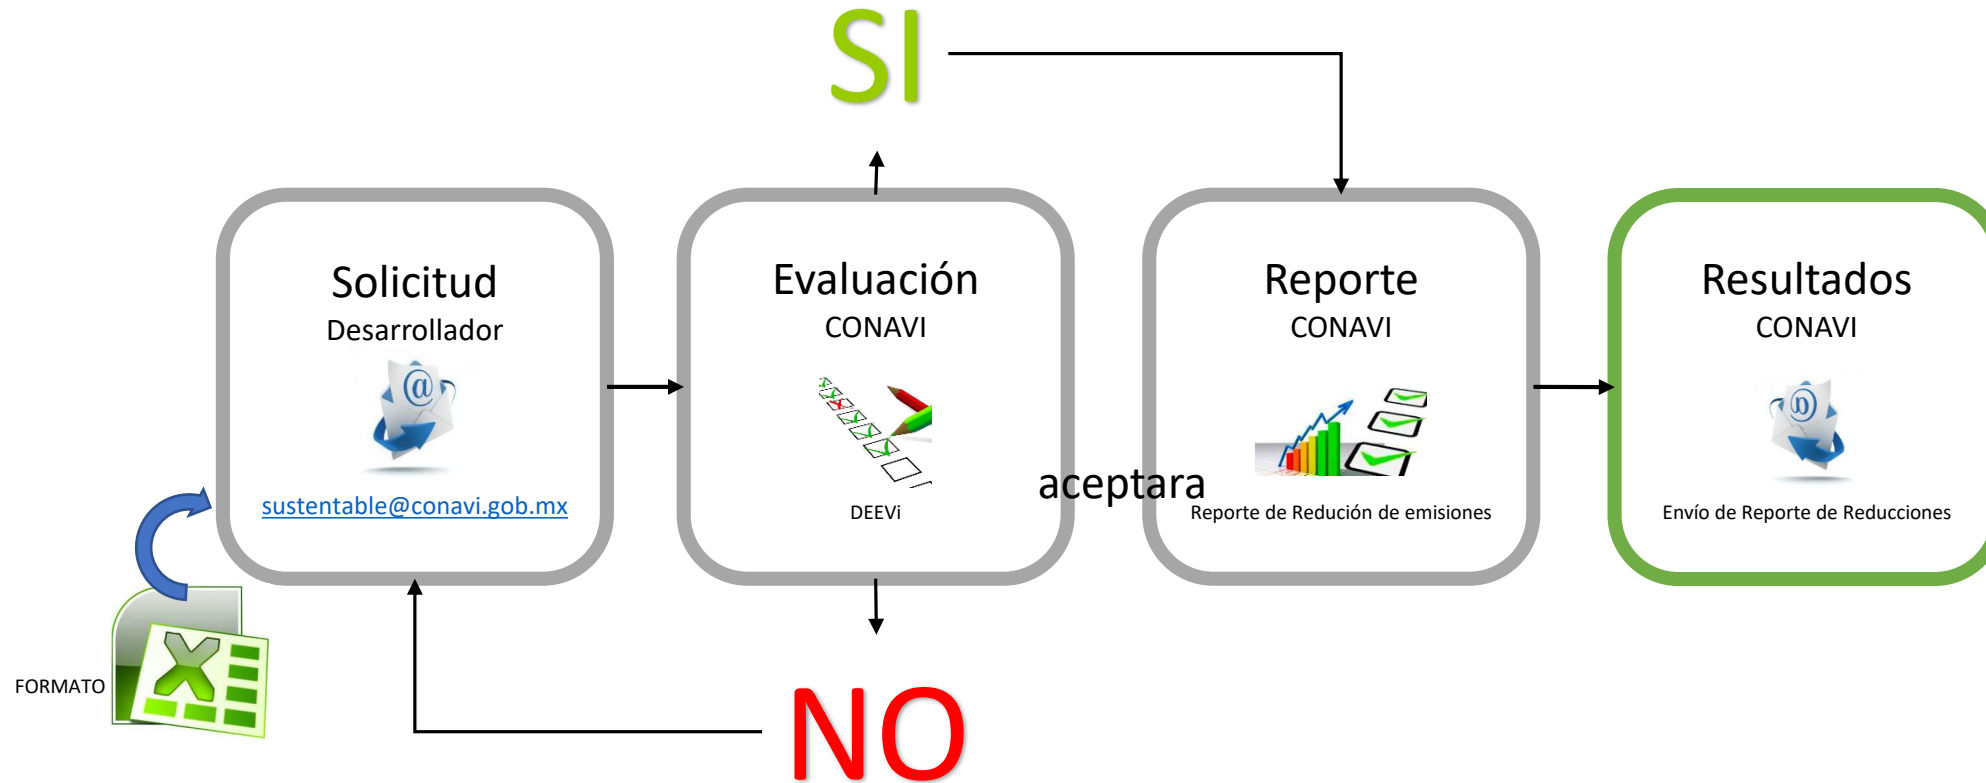 SI
Solicitud
Desarrollador
sustentable@conavi.gob.mx
Evaluación
CONAVI
DEEVi
aceptara
Reporte
CONAVI
Reporte de Redución de emisiones
Resultados
CONAVI
Envío de Reporte de Reducciones
FORMATO
NO